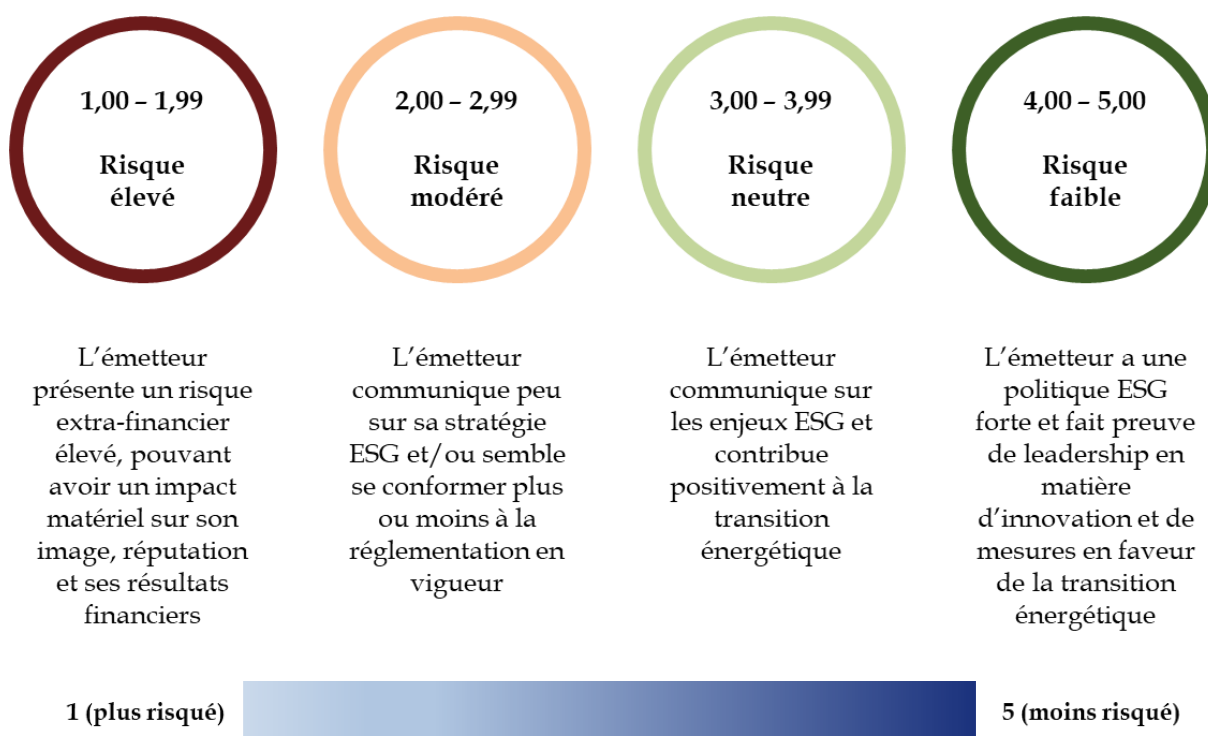 1,00 – 1,99
Risque
élevé
2,00 – 2,99
Risque
modéré
3,00 – 3,99
Risque
neutre
4,00 – 5,00
Risque
faible
L’émetteur
présente un risque
extra-financier
élevé, pouvant
avoir un impact
matériel sur son
image, réputation
et ses résultats
financiers
L’émetteur
communique peu
sur sa stratégie
ESG et/ou semble
se conformer plus
ou moins à la
réglementation en
vigueur
L’émetteur
communique sur
les enjeux ESG et
contribue
positivement à la
transition
énergétique
L’émetteur a une
politique ESG
forte et fait preuve
de leadership en
matière
d’innovation et de
mesures en faveur
de la transition
énergétique
1 (plus risqué)
5 (moins risqué)